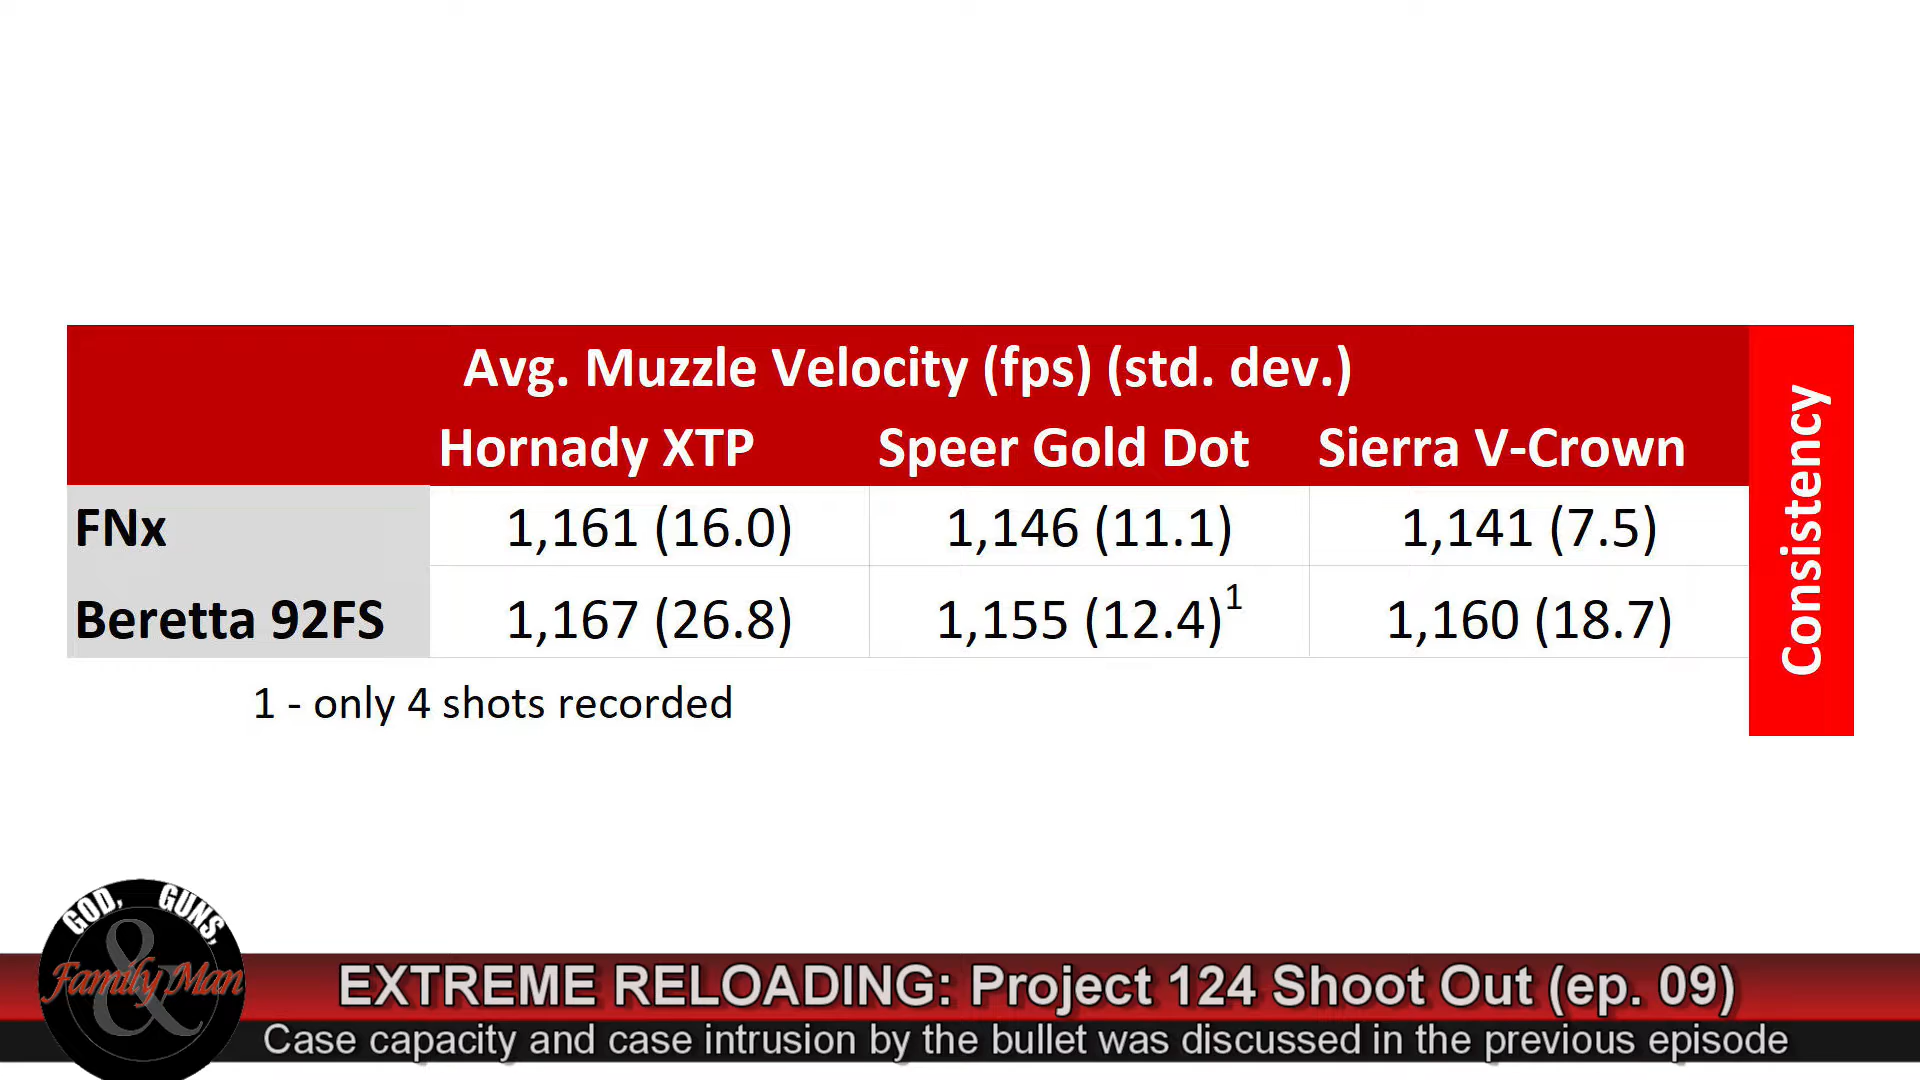 Avg. Muzzle Velocity (fps) (std. dev.)
Hornady XTP Speer Gold Dot Sierra V-Crown
FNx 1,161 (16.0) 1,146 (11.1) 1,141 (7.5)
Beretta 92FS 1,167 (26.8) 1,155 (12.4)¹ 1,160 (18.7)
1 - only 4 shots recorded
Consistency
GOD, GUNS,
&
Family Man
EXTREME RELOADING: Project 124 Shoot Out (ep. 09)
Case capacity and case intrusion by the bullet was discussed in the previous episode